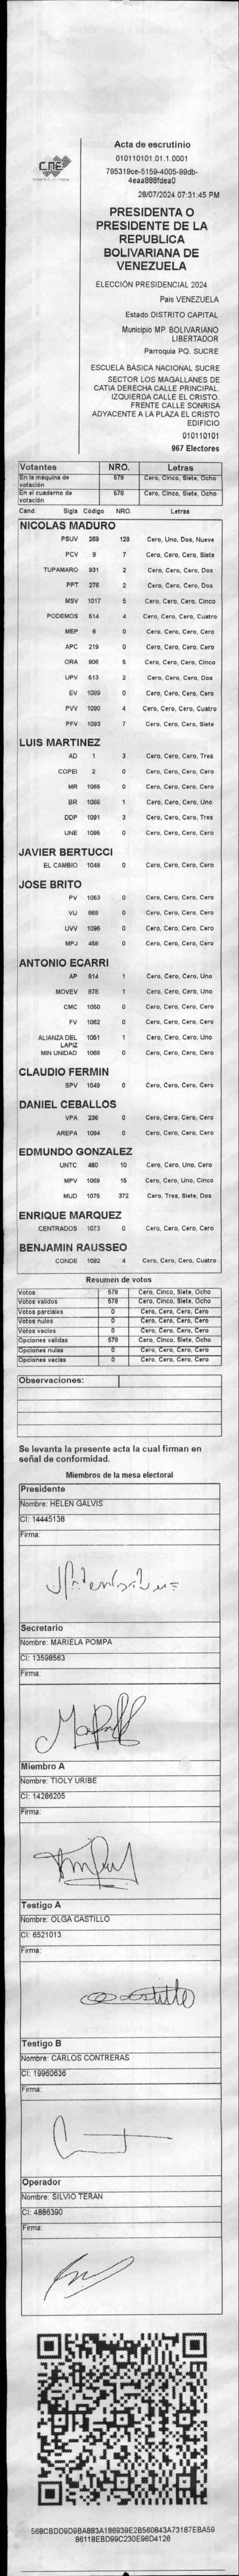 CNE
Acta de escrutinio
010110101.01.1.0001
795319ce-5159-4005-99db-
4eaa888fdea0
28/07/2024 07:31:45 PM
PRESIDENTA O
PRESIDENTE DE LA
REPUBLICA
BOLIVARIANA DE
VENEZUELA
ELECCIÓN PRESIDENCIAL 2024
Pais VENEZUELA
Estado DISTRITO CAPITAL
Municipio MP. BOLIVARIANO
LIBERTADOR
Parroquia PQ. SUCRE
ESCUELA BÁSICA NACIONAL SUCRE
SECTOR LOS MAGALLANES DE
CATIA DERECHA CALLE PRINCIPAL.
IZQUIERDA CALLE EL CRISTO.
FRENTE CALLE SONRISA
ADYACENTE A LA PLAZA EL CRISTO
EDIFICIO
010110101
967 Electores
Votantes NRO. Letras
En la máquina de votación 578 Cero, Cinco, Siete, Ocho
En el cuaderno de votación 578 Cero, Cinco, Siete, Ocho
Cand. Sigla Código NRO. Letras
NICOLAS MADURO
PSUV 269 129 Cero, Uno, Dos, Nueve
PCV 9 7 Cero, Cero, Cero, Siete
TUPAMARO 931 2 Cero, Cero, Cero, Dos
PPT 276 2 Cero, Cero, Cero, Dos
MSV 1017 5 Cero, Cero, Cero, Cinco
PODEMOS 514 4 Cero, Cero, Cero, Cuatro
MEP 6 0 Cero, Cero, Cero, Cero
APC 219 0 Cero, Cero, Cero, Cero
ORA 906 5 Cero, Cero, Cero, Cinco
UPV 513 2 Cero, Cero, Cero, Dos
EV 1089 0 Cero, Cero, Cero, Cero
PVV 1090 4 Cero, Cero, Cero, Cuatro
PFV 1093 7 Cero, Cero, Cero, Siete
LUIS MARTINEZ
AD 1 3 Cero, Cero, Cero, Tres
COPEI 2 0 Cero, Cero, Cero, Cero
MR 1065 0 Cero, Cero, Cero, Cero
BR 1066 1 Cero, Cero, Cero, Uno
DDP 1091 3 Cero, Cero, Cero, Tres
UNE 1095 0 Cero, Cero, Cero, Cero
JAVIER BERTUCCI
EL CAMBIO 1048 0 Cero, Cero, Cero, Cero
JOSE BRITO
PV 1053 0 Cero, Cero, Cero, Cero
VU 868 0 Cero, Cero, Cero, Cero
UVV 1096 0 Cero, Cero, Cero, Cero
MPJ 458 0 Cero, Cero, Cero, Cero
ANTONIO ECARRI
AP 814 1 Cero, Cero, Cero, Uno
MOVEV 878 1 Cero, Cero, Cero, Uno
CMC 1050 0 Cero, Cero, Cero, Cero
FV 1062 0 Cero, Cero, Cero, Cero
ALIANZA DEL LAPIZ 1051 1 Cero, Cero, Cero, Uno
MIN UNIDAD 1068 0 Cero, Cero, Cero, Cero
CLAUDIO FERMIN
SPV 1049 0 Cero, Cero, Cero, Cero
DANIEL CEBALLOS
VPA 236 0 Cero, Cero, Cero, Cero
AREPA 1094 0 Cero, Cero, Cero, Cero
EDMUNDO GONZALEZ
UNTC 460 10 Cero, Cero, Uno, Cero
MPV 1069 15 Cero, Cero, Uno, Cinco
MUD 1075 372 Cero, Tres, Siete, Dos
ENRIQUE MARQUEZ
CENTRADOS 1073 0 Cero, Cero, Cero, Cero
BENJAMIN RAUSSEO
CONDE 1092 4 Cero, Cero, Cero, Cuatro
Resumen de votos
Votos 578 Cero, Cinco, Siete, Ocho
Votos validos 578 Cero, Cinco, Siete, Ocho
Votos parciales 0 Cero, Cero, Cero, Cero
Votos nulos 0 Cero, Cero, Cero, Cero
Votos vacios 0 Cero, Cero, Cero, Cero
Opciones validas 578 Cero, Cinco, Siete, Ocho
Opciones nulas 0 Cero, Cero, Cero, Cero
Opciones vacias 0 Cero, Cero, Cero, Cero
Observaciones:
Se levanta la presente acta la cual firman en
señal de conformidad.
Miembros de la mesa electoral
Presidente
Nombre: HELEN GALVIS
CI: 14445138
Firma:
Secretario
Nombre: MARIELA POMPA
CI: 13598563
Firma:
Miembro A
Nombre: TIOLY URIBE
CI: 14286205
Firma:
Testigo A
Nombre: OLGA CASTILLO
CI: 6521013
Firma:
Testigo B
Nombre: CARLOS CONTRERAS
CI: 19960636
Firma:
Operador
Nombre: SILVIO TERAN
CI: 4886390
Firma:
568CBDD9D9BA883A186939E2B560843A73187EBA59
86118EBD99C230E96D4126